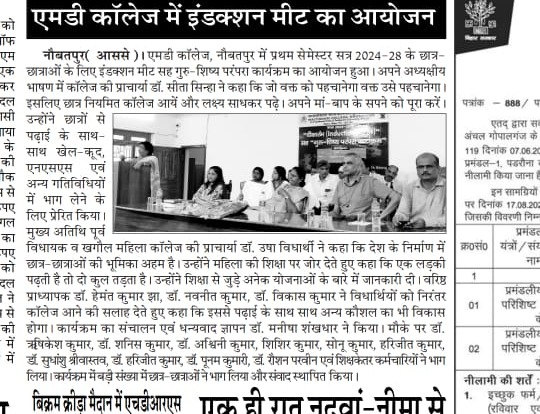 एमडी कॉलेज में इंडक्शन मीट का आयोजन
नौबतपुर (आससे)। एमडी कॉलेज, नौबतपुर में प्रथम सेमेस्टर सत्र 2024-28 के छात्र-
छात्राओं के लिए इंडक्शन मीट सह गुरु-शिष्य परंपरा कार्यक्रम का आयोजन हुआ। अपने अध्यक्षीय
भाषण में कॉलेज की प्राचार्या डॉ. सीता सिन्हा ने कहा कि जो वक्त को पहचनेगा वक्त उसे पहचनेगा।
इसलिए छात्र नियमित कॉलेज आयें और लक्ष्य साधकर पढ़े। अपने मां-बाप के सपने को पूरा करें।
उन्होंने छात्रों से
पढ़ाई के साथ-
साथ खेल-कूद,
एनएसएस एवं
अन्य गतिविधियों
में भाग लेने के
लिए प्रेरित किया।
मुख्य अतिथि पूर्व
विधायक व खगौल महिला कॉलेज की प्राचार्या डॉ. उषा विधार्थी ने कहा कि देश के निर्माण में
छात्र-छात्राओं की भूमिका अहम है। उन्होंने महिला की शिक्षा पर जोर देते हुए कहा कि एक लड़की
पढ़ती है तो दो कुल तड़ता है। उन्होंने शिक्षा से जुड़े अनेक योजनाओं के बारे में जानकारी दी। वरिष्ठ
प्राध्यापक डॉ. हेमंत कुमार झा, डॉ. नवनीत कुमार, डॉ. विकास कुमार ने विधार्थियों को निरंतर
कॉलेज आने की सलाह देते हुए कहा कि इससे पढ़ाई के साथ साथ अन्य कौशल का भी विकास
होगा। कार्यक्रम का संचालन एवं धन्यवाद ज्ञापन डॉ. मनीषा शंखधार ने किया। मौके पर डॉ.
ऋषिकेश कुमार, डॉ. शनिस कुमार, डॉ. अश्विनी कुमार, शिशिर कुमार, सोनू कुमार, हरिजीत कुमार,
डॉ. सुधांशु श्रीवास्तव, डॉ. हरिजीत कुमार, डॉ. पूनम कुमारी, डॉ. रौशन परवीन एवं शिक्षकेतर कर्मचारियों ने भाग
लिया। कार्यक्रम में बड़ी संख्या में छात्र-छात्राओं ने भाग लिया और संवाद स्थापित किया।
बिक्रम क्रीड़ा मैदान में एचडीआरएस
एक ही रात नदवां-नीमा से
पत्रांक - 888/
एतद् द्वारा
अंचल गोपालगंज के
119 दिनांक 07.06.20
प्रमंडल-1, पडरौना
नीलामी किया जाना है
इन सामग्रियों
पर दिनांक 17.08.20
जिसकी विवरणी निम्न
क्र०सं०
प्रमंडल
यंत्रों/सं
नाम
1
01
प्रमंडलीय
परिशिष्ट
02
प्रमंडलीय
परिशिष्ट
नीलामी की शर्तें :
1. इच्छुक फर्म/
(रविवार एवं